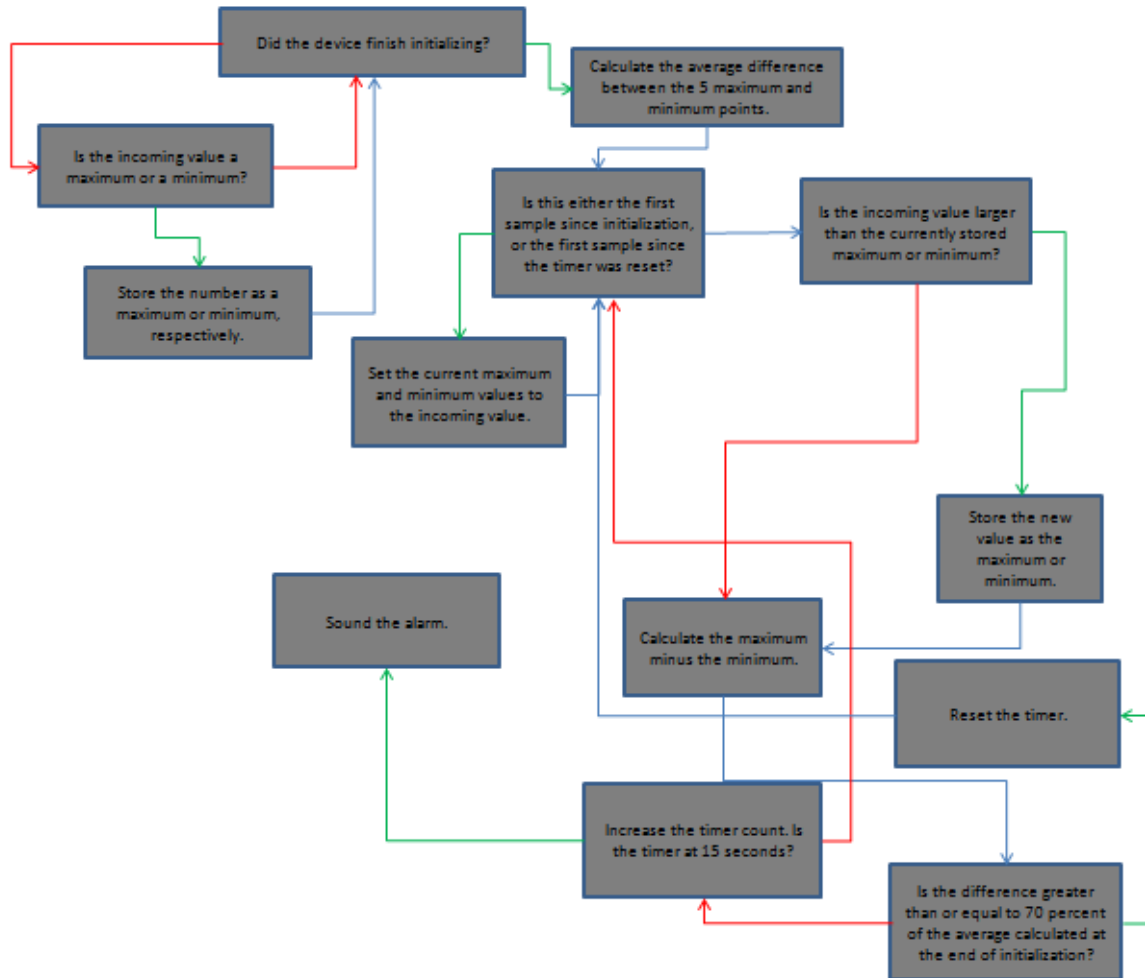 Did the device finish initializing?
Calculate the average difference
between the 5 maximum and
minimum points.
Is the incoming value a
maximum or a minimum?
Is this either the first
sample since initialization,
or the first sample since
the timer was reset?
Is the incoming value larger
than the currently stored
maximum or minimum?
Store the number as a
maximum or minimum,
respectively.
Set the current maximum
and minimum values to
the incoming value.
Store the new
value as the
maximum or
minimum.
Sound the alarm.
Calculate the maximum
minus the minimum.
Reset the timer.
Increase the timer count. Is
the timer at 15 seconds?
Is the difference greater
than or equal to 70 percent
of the average calculated at
the end of initialization?